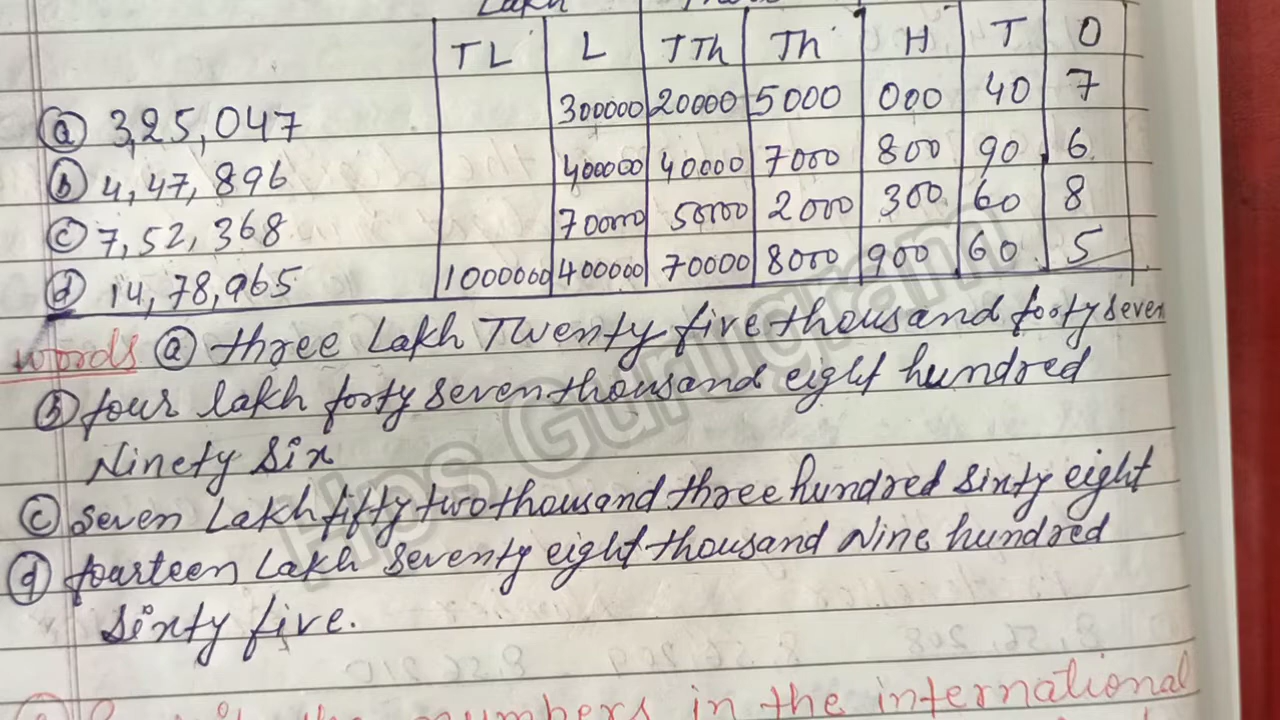 TL L TTh Th H T O
(a) 3,25,047 300000 20000 5000 000 40 7
(b) 4,47,896 400000 40000 7000 800 90 6
(c) 7,52,368 700000 50000 2000 300 60 8
(d) 14,78,965 1000000 400000 70000 8000 900 60 5
words (a) three Lakh Twenty five thousand forty seven
(b) four lakh forty seven thousand eight hundred
Ninety Six
(c) seven Lakh fifty two thousand three hundred sixty eight
(d) fourteen Lakh seventy eight thousand Nine hundred
sixty five.
numbers in the international
Hps Gurugram